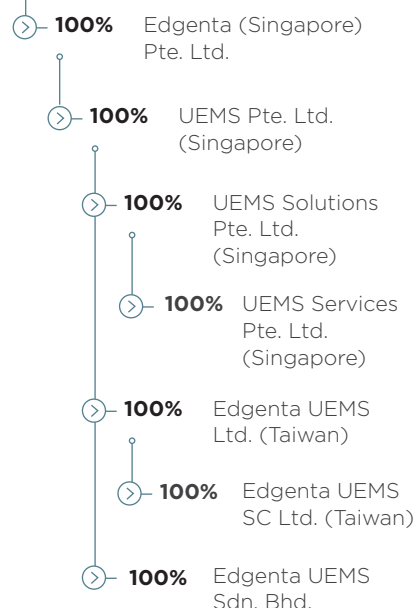 100% Edgenta (Singapore)
Pte. Ltd.
100% UEMS Pte. Ltd.
(Singapore)
100% UEMS Solutions
Pte. Ltd.
(Singapore)
100% UEMS Services
Pte. Ltd.
(Singapore)
100% Edgenta UEMS
Ltd. (Taiwan)
100% Edgenta UEMS
SC Ltd. (Taiwan)
100% Edgenta UEMS
Sdn. Bhd.